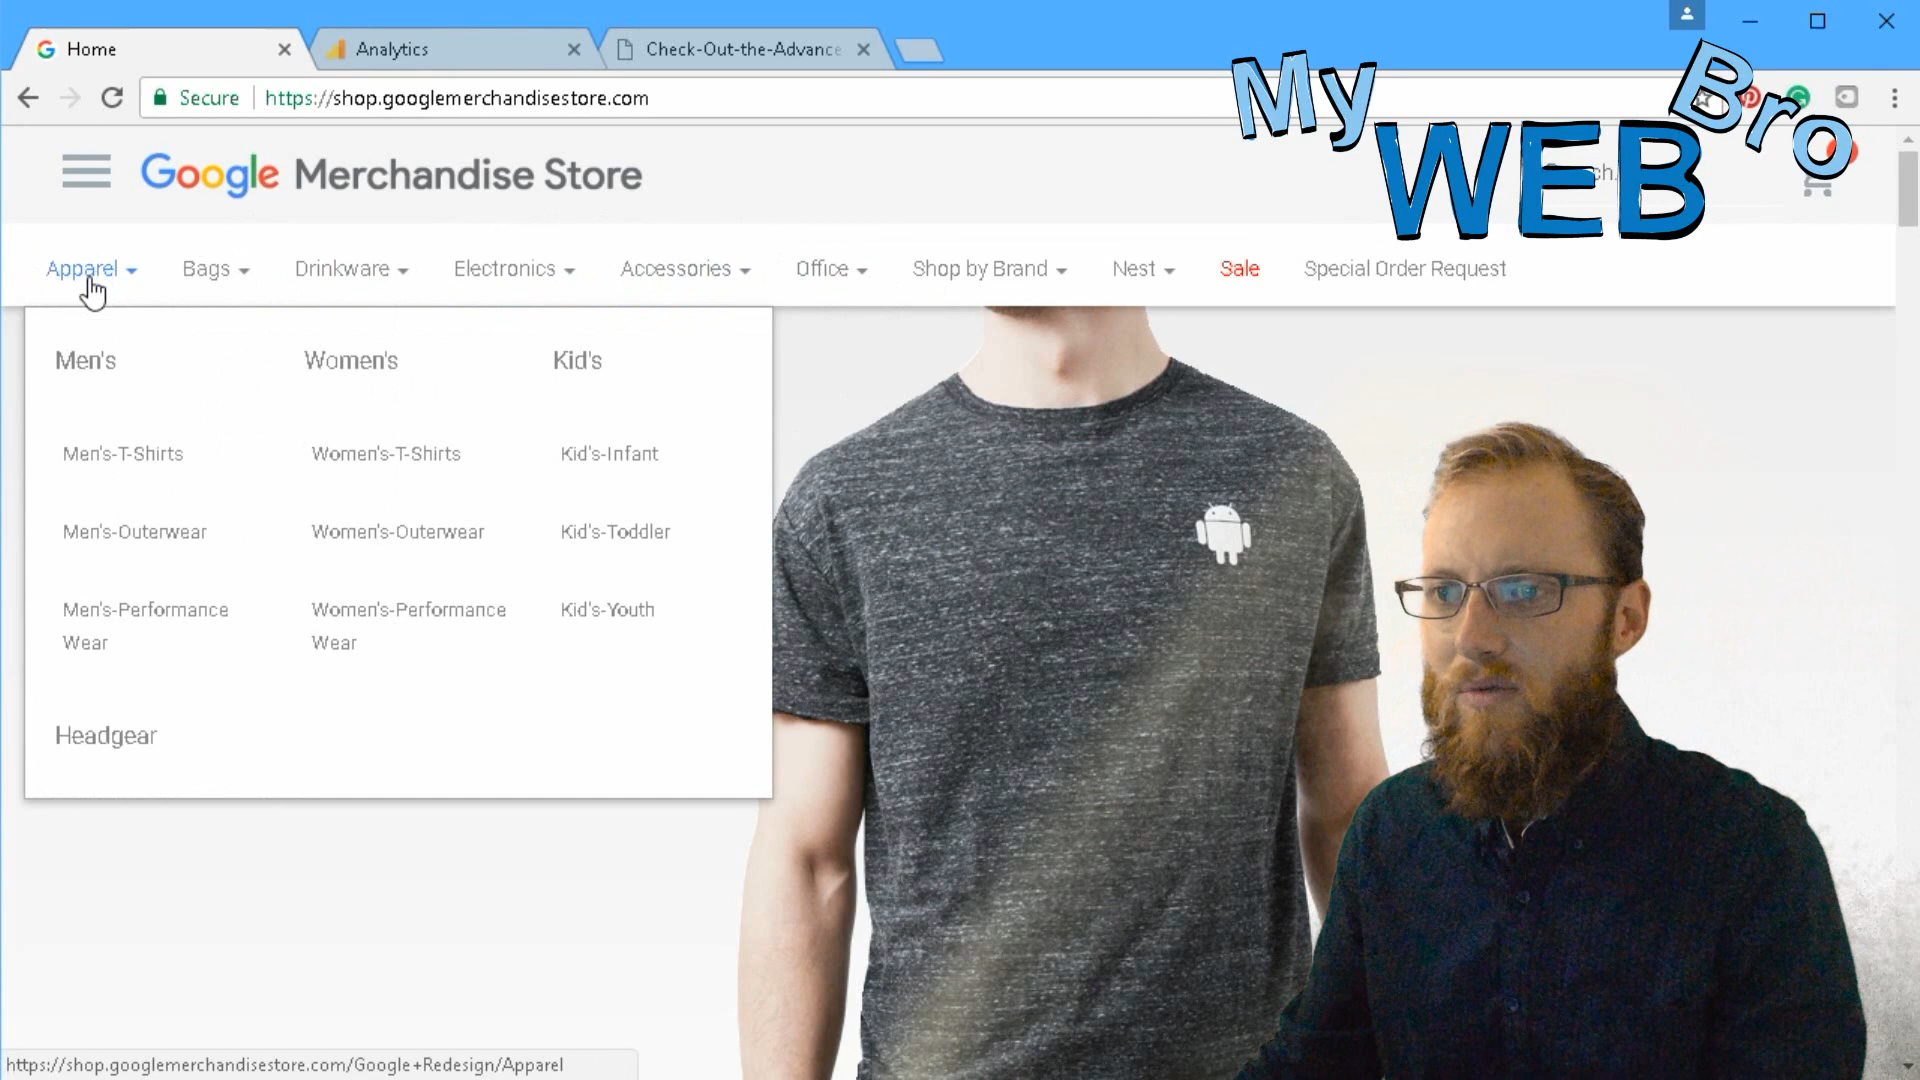 Home
Analytics
Check-Out-the-Advance
Secure
https://shop.googlemerchandisestore.com
My
WEB
Bro
Google Merchandise Store
Apparel
Bags
Drinkware
Electronics
Accessories
Office
Shop by Brand
Nest
Sale
Special Order Request
Men's
Women's
Kid's
Men's-T-Shirts
Women's-T-Shirts
Kid's-Infant
Men's-Outerwear
Women's-Outerwear
Kid's-Toddler
Men's-Performance
Wear
Women's-Performance
Wear
Kid's-Youth
Headgear
https://shop.googlemerchandisestore.com/Google+Redesign/Apparel